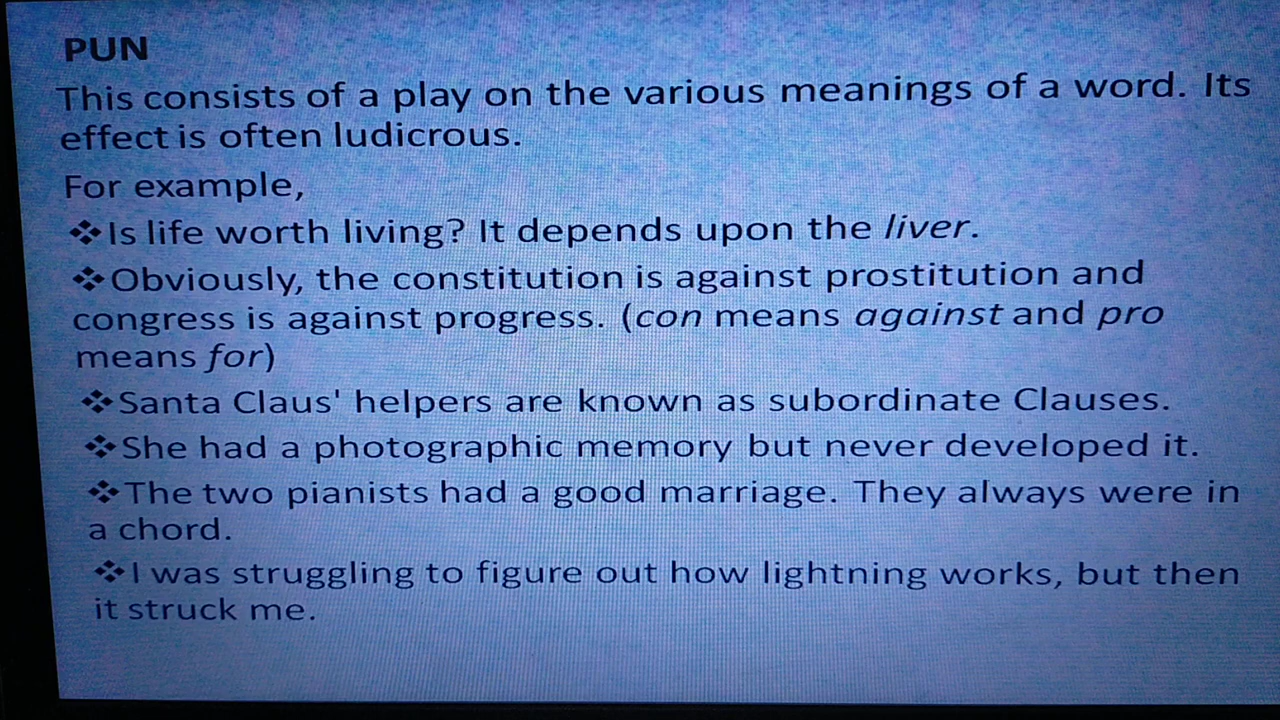 PUN
This consists of a play on the various meanings of a word. Its
effect is often ludicrous.
For example,
❖Is life worth living? It depends upon the liver.
❖Obviously, the constitution is against prostitution and
congress is against progress. (con means against and pro
means for)
❖Santa Claus' helpers are known as subordinate Clauses.
❖She had a photographic memory but never developed it.
❖The two pianists had a good marriage. They always were in
a chord.
❖I was struggling to figure out how lightning works, but then
it struck me.